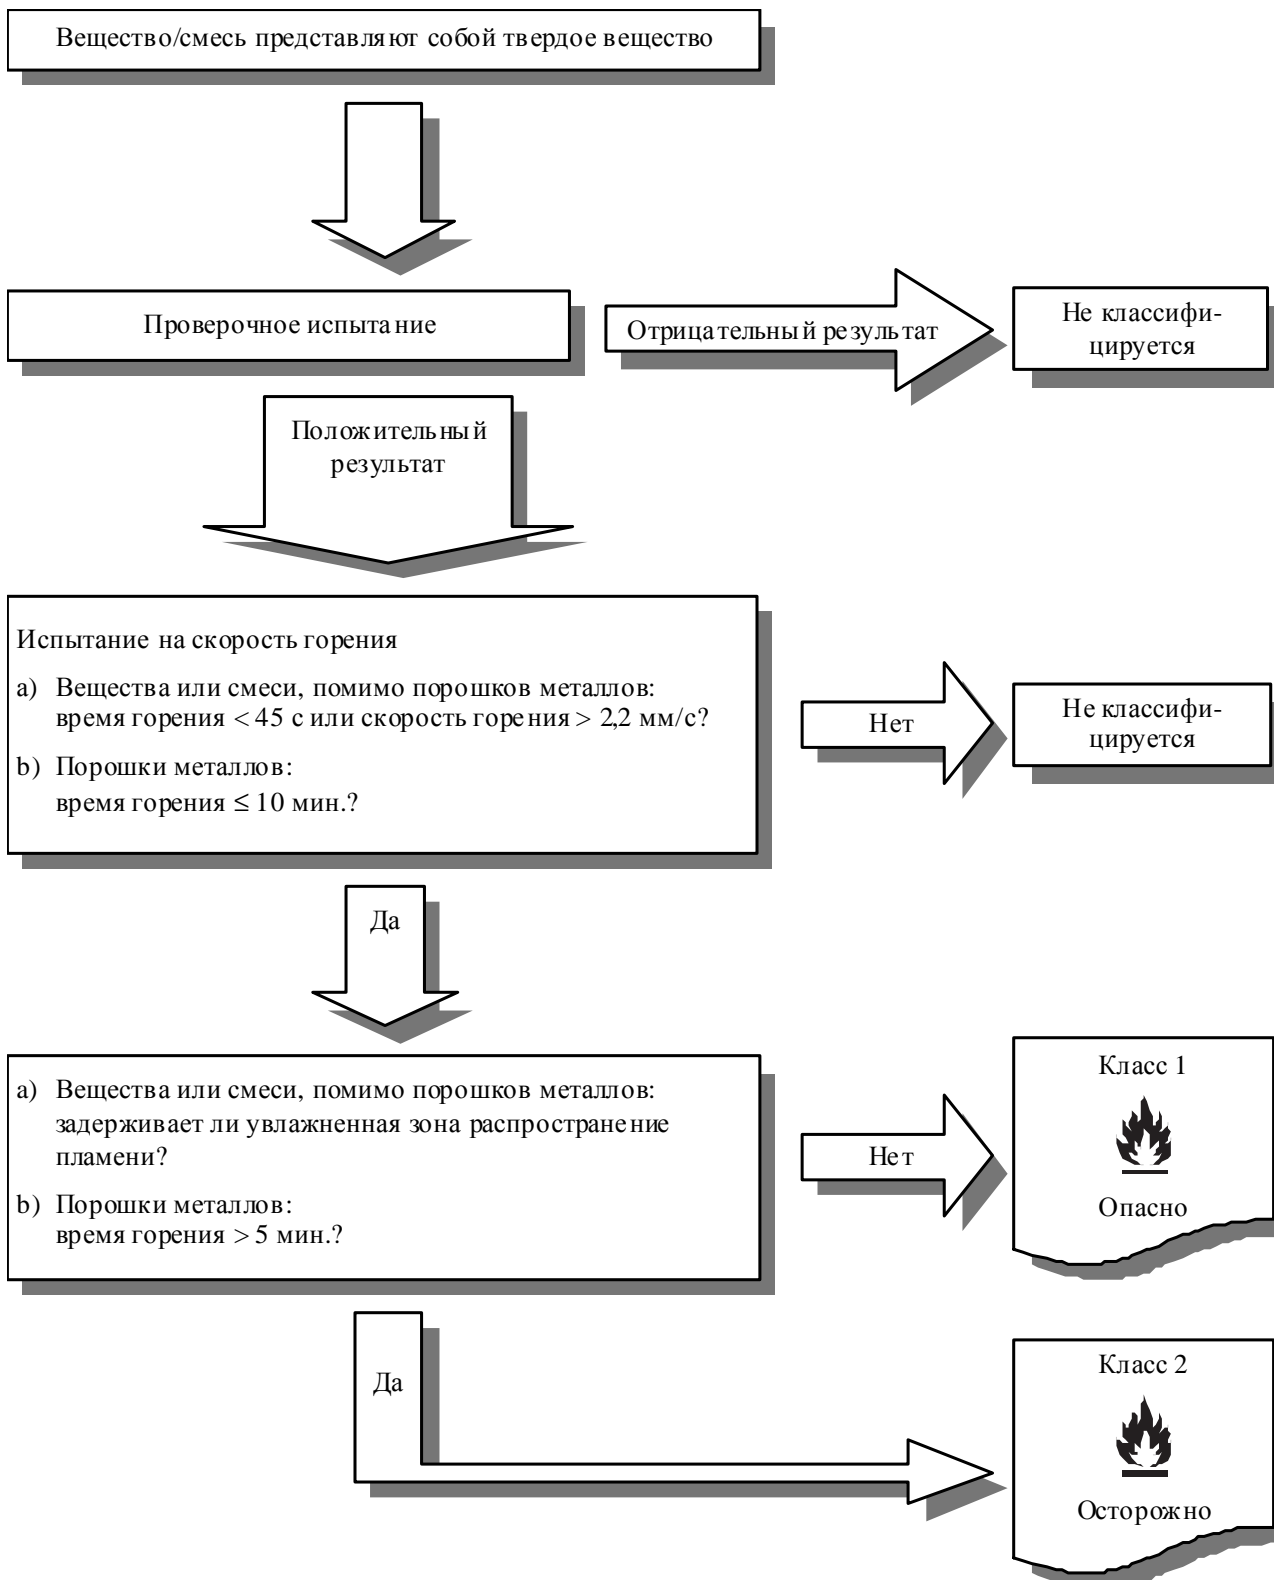 Вещество/смесь представляют собой твердое вещество
Проверочное испытание
Отрицательный результат
Не классифи-
цируется
Положительный
результат
Испытание на скорость горения
a) Вещества или смеси, помимо порошков металлов:
время горения < 45 с или скорость горения > 2,2 мм/с?
b) Порошки металлов:
время горения ≤ 10 мин.?
Нет
Не классифи-
цируется
Да
a) Вещества или смеси, помимо порошков металлов:
задерживает ли увлажненная зона распространение
пламени?
b) Порошки металлов:
время горения > 5 мин.?
Нет
Класс 1
Опасно
Да
Класс 2
Осторожно